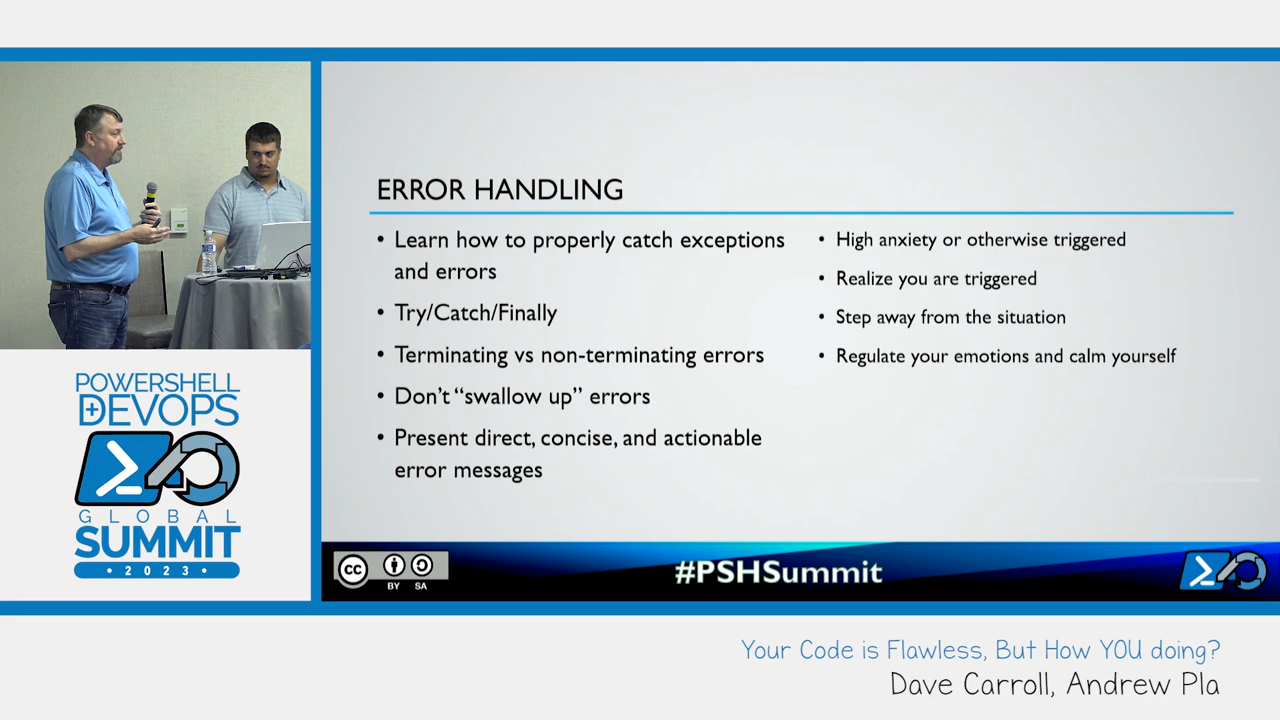 ERROR HANDLING
• Learn how to properly catch exceptions
and errors
• Try/Catch/Finally
• Terminating vs non-terminating errors
• Don’t “swallow up” errors
• Present direct, concise, and actionable
error messages
• High anxiety or otherwise triggered
• Realize you are triggered
• Step away from the situation
• Regulate your emotions and calm yourself
POWERSHELL
+DEVOPS
GLOBAL
SUMMIT
• 2023 •
cc
BY SA
#PSHSummit
Your Code is Flawless, But How YOU doing?
Dave Carroll, Andrew Pla